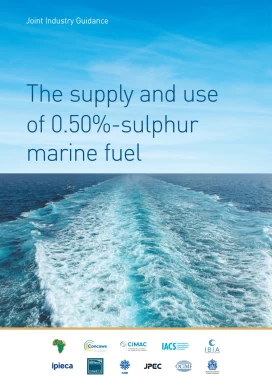 Joint Industry Guidance
The supply and use
of 0.50%-sulphur
marine fuel
Concawe
CIMAC
IACS
IBIA
ipieca
JPEC
OCIMF